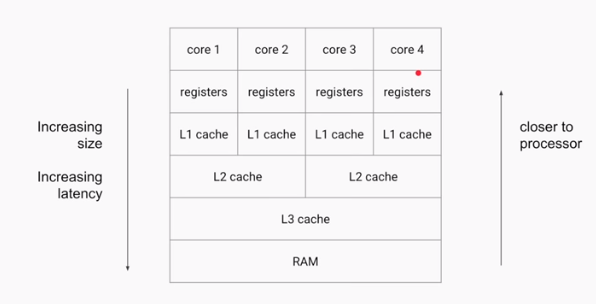 core 1 core 2 core 3 core 4
registers registers registers registers
L1 cache L1 cache L1 cache L1 cache
L2 cache L2 cache
L3 cache
RAM
Increasing
size
Increasing
latency
closer to
processor